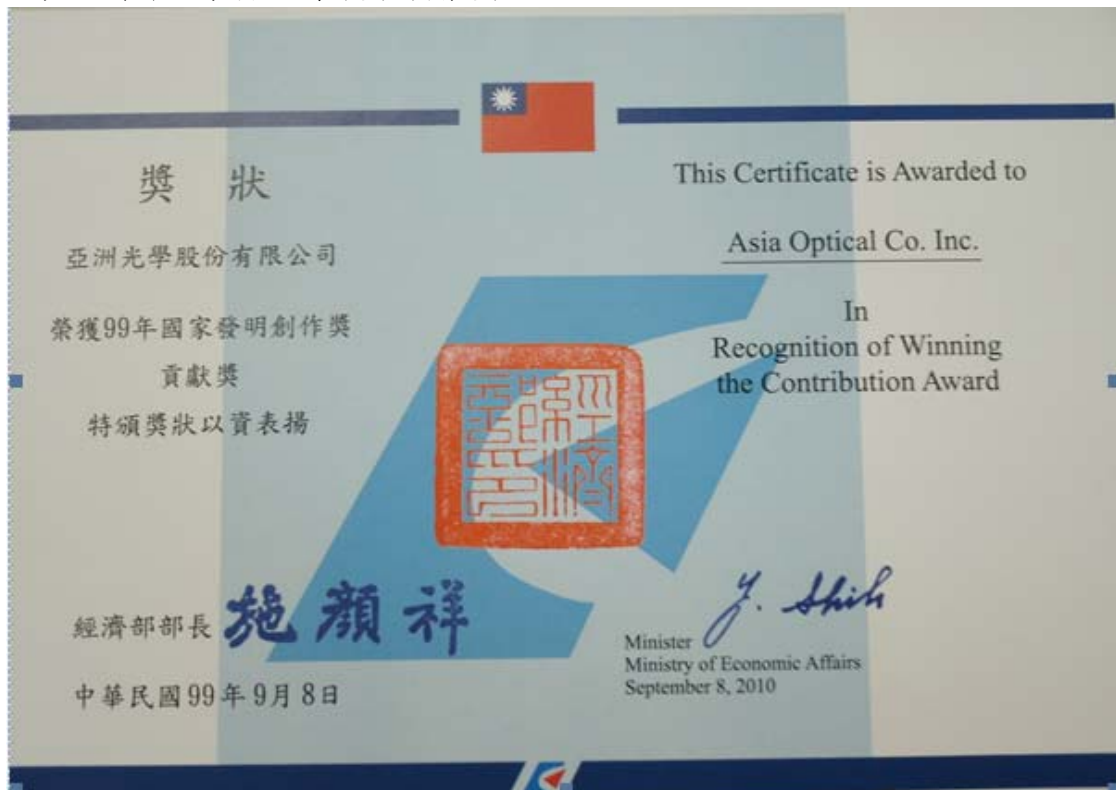 獎 狀
亞洲光學股份有限公司
榮獲99年國家發明創作獎
貢獻獎
特頒獎狀以資表揚
經濟部部長 施顏祥
中華民國99年9月8日
This Certificate is Awarded to
Asia Optical Co. Inc.
In
Recognition of Winning
the Contribution Award
經濟部印
Y. Shih
Minister
Ministry of Economic Affairs
September 8, 2010